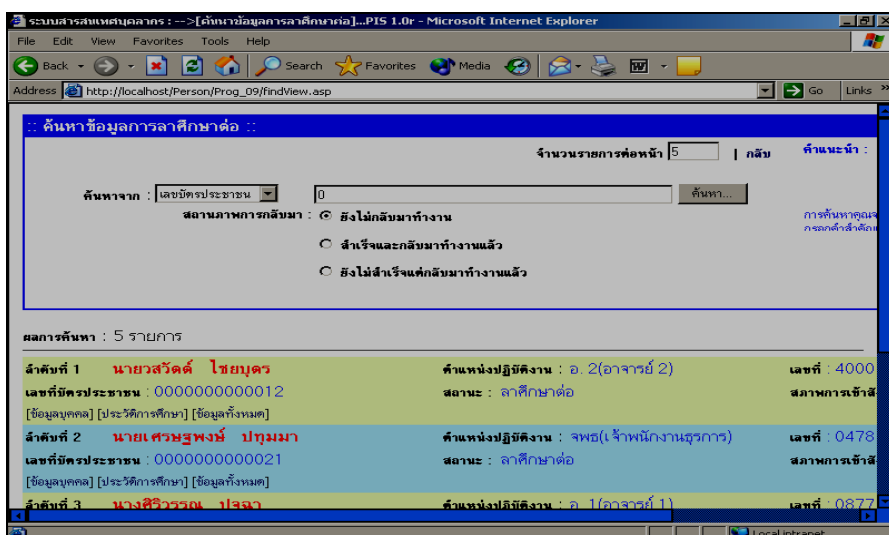 ระบบสารสนเทศบุคลากร : -->[ค้นหาข้อมูลการลาศึกษาต่อ]...PIS 1.0r - Microsoft Internet Explorer
File Edit View Favorites Tools Help
Back Search Favorites Media
Address http://localhost/Person/Prog_09/findView.asp Go Links »
:: ค้นหาข้อมูลการลาศึกษาต่อ ::
จำนวนรายการต่อหน้า 5 | กลับ คำแนะนำ :
ค้นหาจาก : เลขบัตรประชาชน 0 ค้นหา...
สถานภาพการกลับมา : ยังไม่กลับมาทำงาน การค้นหาคุณ
สำเร็จและกลับมาทำงานแล้ว
ยังไม่สำเร็จแต่กลับมาทำงานแล้ว
ผลการค้นหา : 5 รายการ
ลำดับที่ 1 นายวสวัตต์ ไชยบุตร ตำแหน่งปฏิบัติงาน : อ. 2(อาจารย์ 2) เลขที่ : 4000
เลขที่บัตรประชาชน : 0000000000012 สถานะ : ลาศึกษาต่อ สภาพการเข้าสั
[ข้อมูลบุคคล] [ประวัติการศึกษา] [ข้อมูลทั้งหมด]
ลำดับที่ 2 นายเศรษฐพงษ์ ปทุมมา ตำแหน่งปฏิบัติงาน : จพธ(เจ้าพนักงานธุรการ) เลขที่ : 0478
เลขที่บัตรประชาชน : 0000000000021 สถานะ : ลาศึกษาต่อ สภาพการเข้าสั
[ข้อมูลบุคคล] [ประวัติการศึกษา] [ข้อมูลทั้งหมด]
ลำดับที่ 3 นางศิริวรรณ ตำแหน่งปฏิบัติงาน : อ. 1(อาจารย์ 1) เลขที่ : 0877
Local intranet